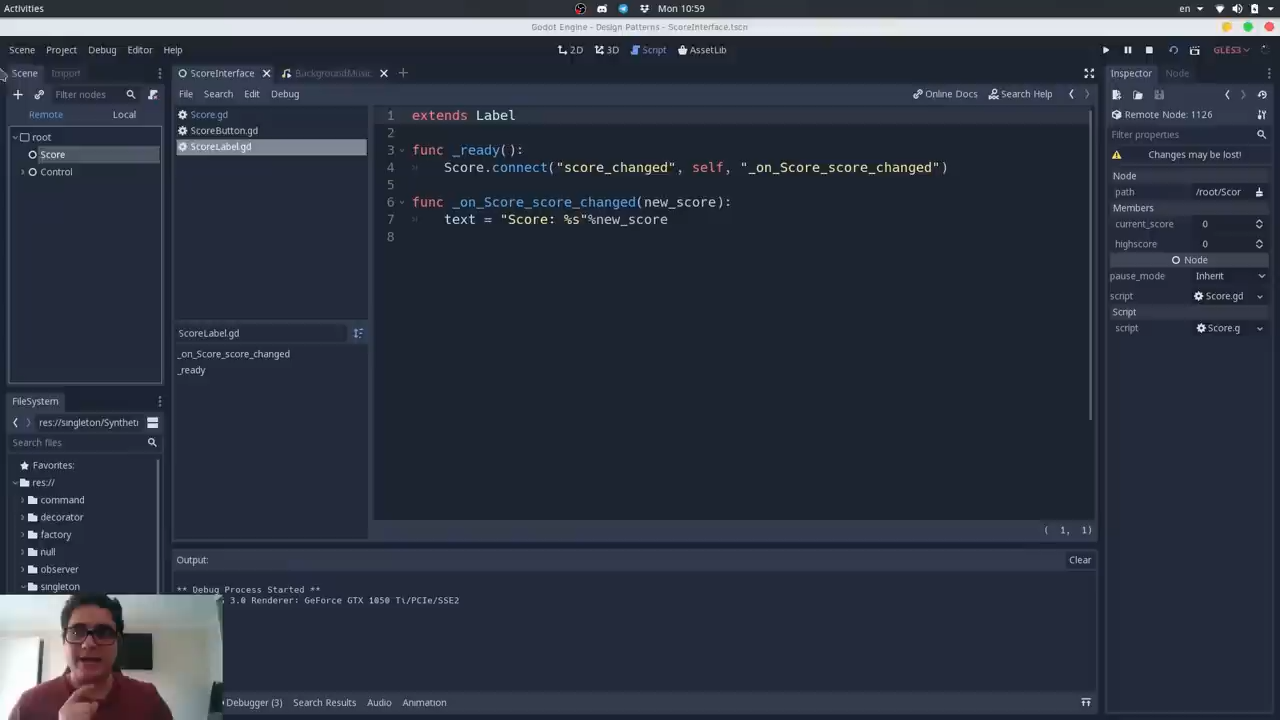 Activities
Mon 10:59
en
Godot Engine - Design Patterns - ScoreInterface.tscn
Scene Project Debug Editor Help
2D 3D Script AssetLib
GLES3
Scene Import
ScoreInterface
BackgroundMusic
Inspector Node
Filter nodes
File Search Edit Debug
Online Docs Search Help
Remote Local
Score.gd
ScoreButton.gd
ScoreLabel.gd
root
Score
Control
1 extends Label
2
3 func _ready():
4 Score.connect("score_changed", self, "_on_Score_score_changed")
5
6 func _on_Score_score_changed(new_score):
7 text = "Score: %s"%new_score
8
Remote Node: 1126
Filter properties
Changes may be lost!
Node
path /root/Scor
Members
current_score 0
highscore 0
Node
pause_mode Inherit
script Score.gd
Script
script Score.g
ScoreLabel.gd
_on_Score_score_changed
_ready
FileSystem
res://singleton/Syntheti
Search files
Favorites:
res://
command
decorator
factory
null
observer
singleton
( 1, 1)
Output:
Clear
** Debug Process Started **
3.0 Renderer: GeForce GTX 1050 Ti/PCIe/SSE2
Debugger (3) Search Results Audio Animation